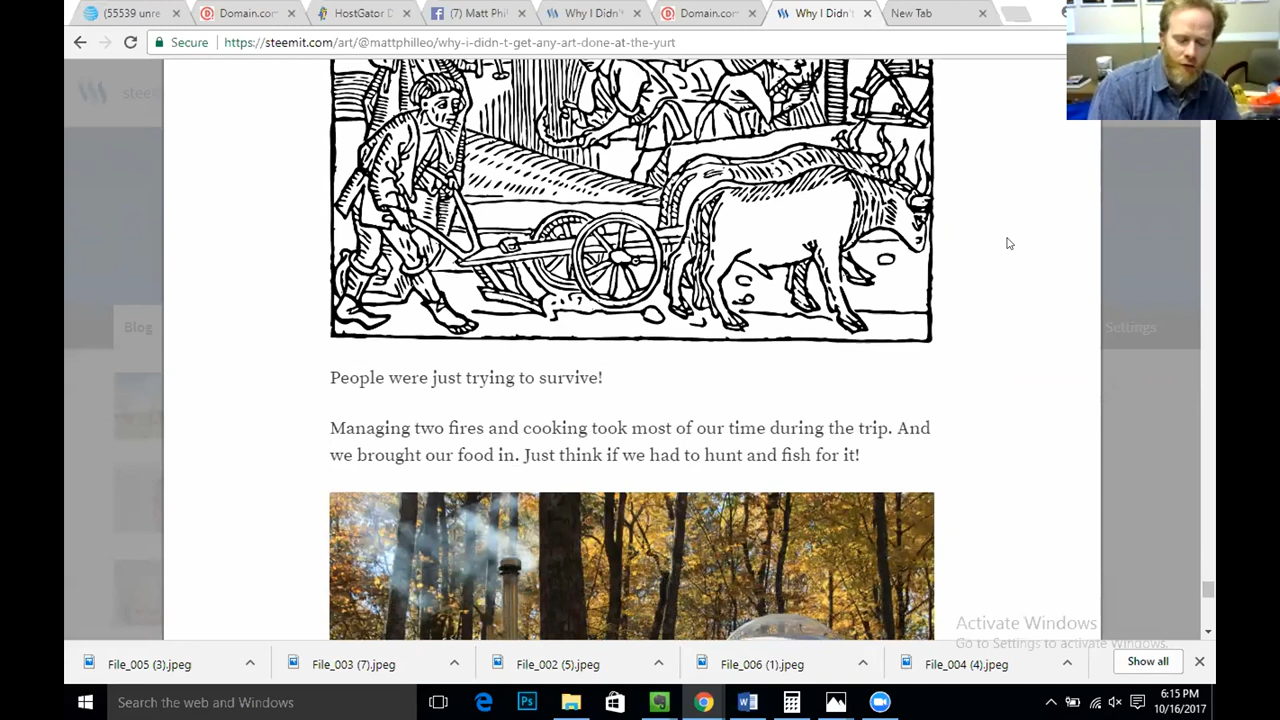 (55539 unre
Domain.com
HostGator
(7) Matt Phil
Why I Didn'
Domain.com
Why I Didn'
New Tab
Secure
https://steemit.com/art/@mattphilleo/why-i-didn-t-get-any-art-done-at-the-yurt
Blog
Settings
People were just trying to survive!
Managing two fires and cooking took most of our time during the trip. And
we brought our food in. Just think if we had to hunt and fish for it!
Activate Windows
Go to Settings to activate Windows.
File_005 (3).jpeg
File_003 (7).jpeg
File_002 (5).jpeg
File_006 (1).jpeg
File_004 (4).jpeg
Show all
Search the web and Windows
6:15 PM
10/16/2017